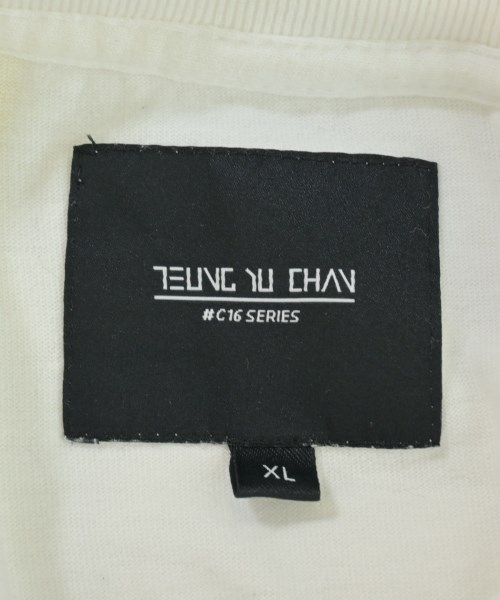 TEUNG YU CHAN
#C16 SERIES
XL